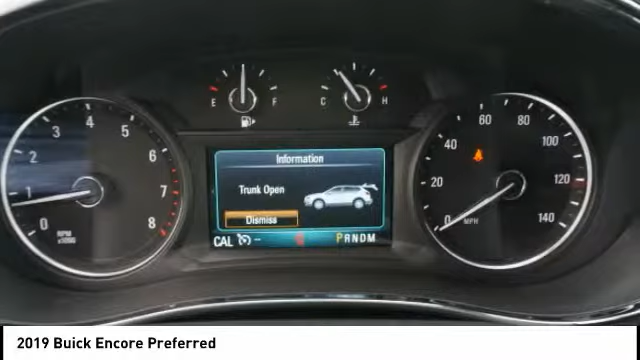 E F
C H
1 2 3 4 5 6 7 8
0
RPM
x1000
Information
Trunk Open
Dismiss
CAL -- PRNDM
0 20 40 60 80 100 120 140
MPH
2019 Buick Encore Preferred